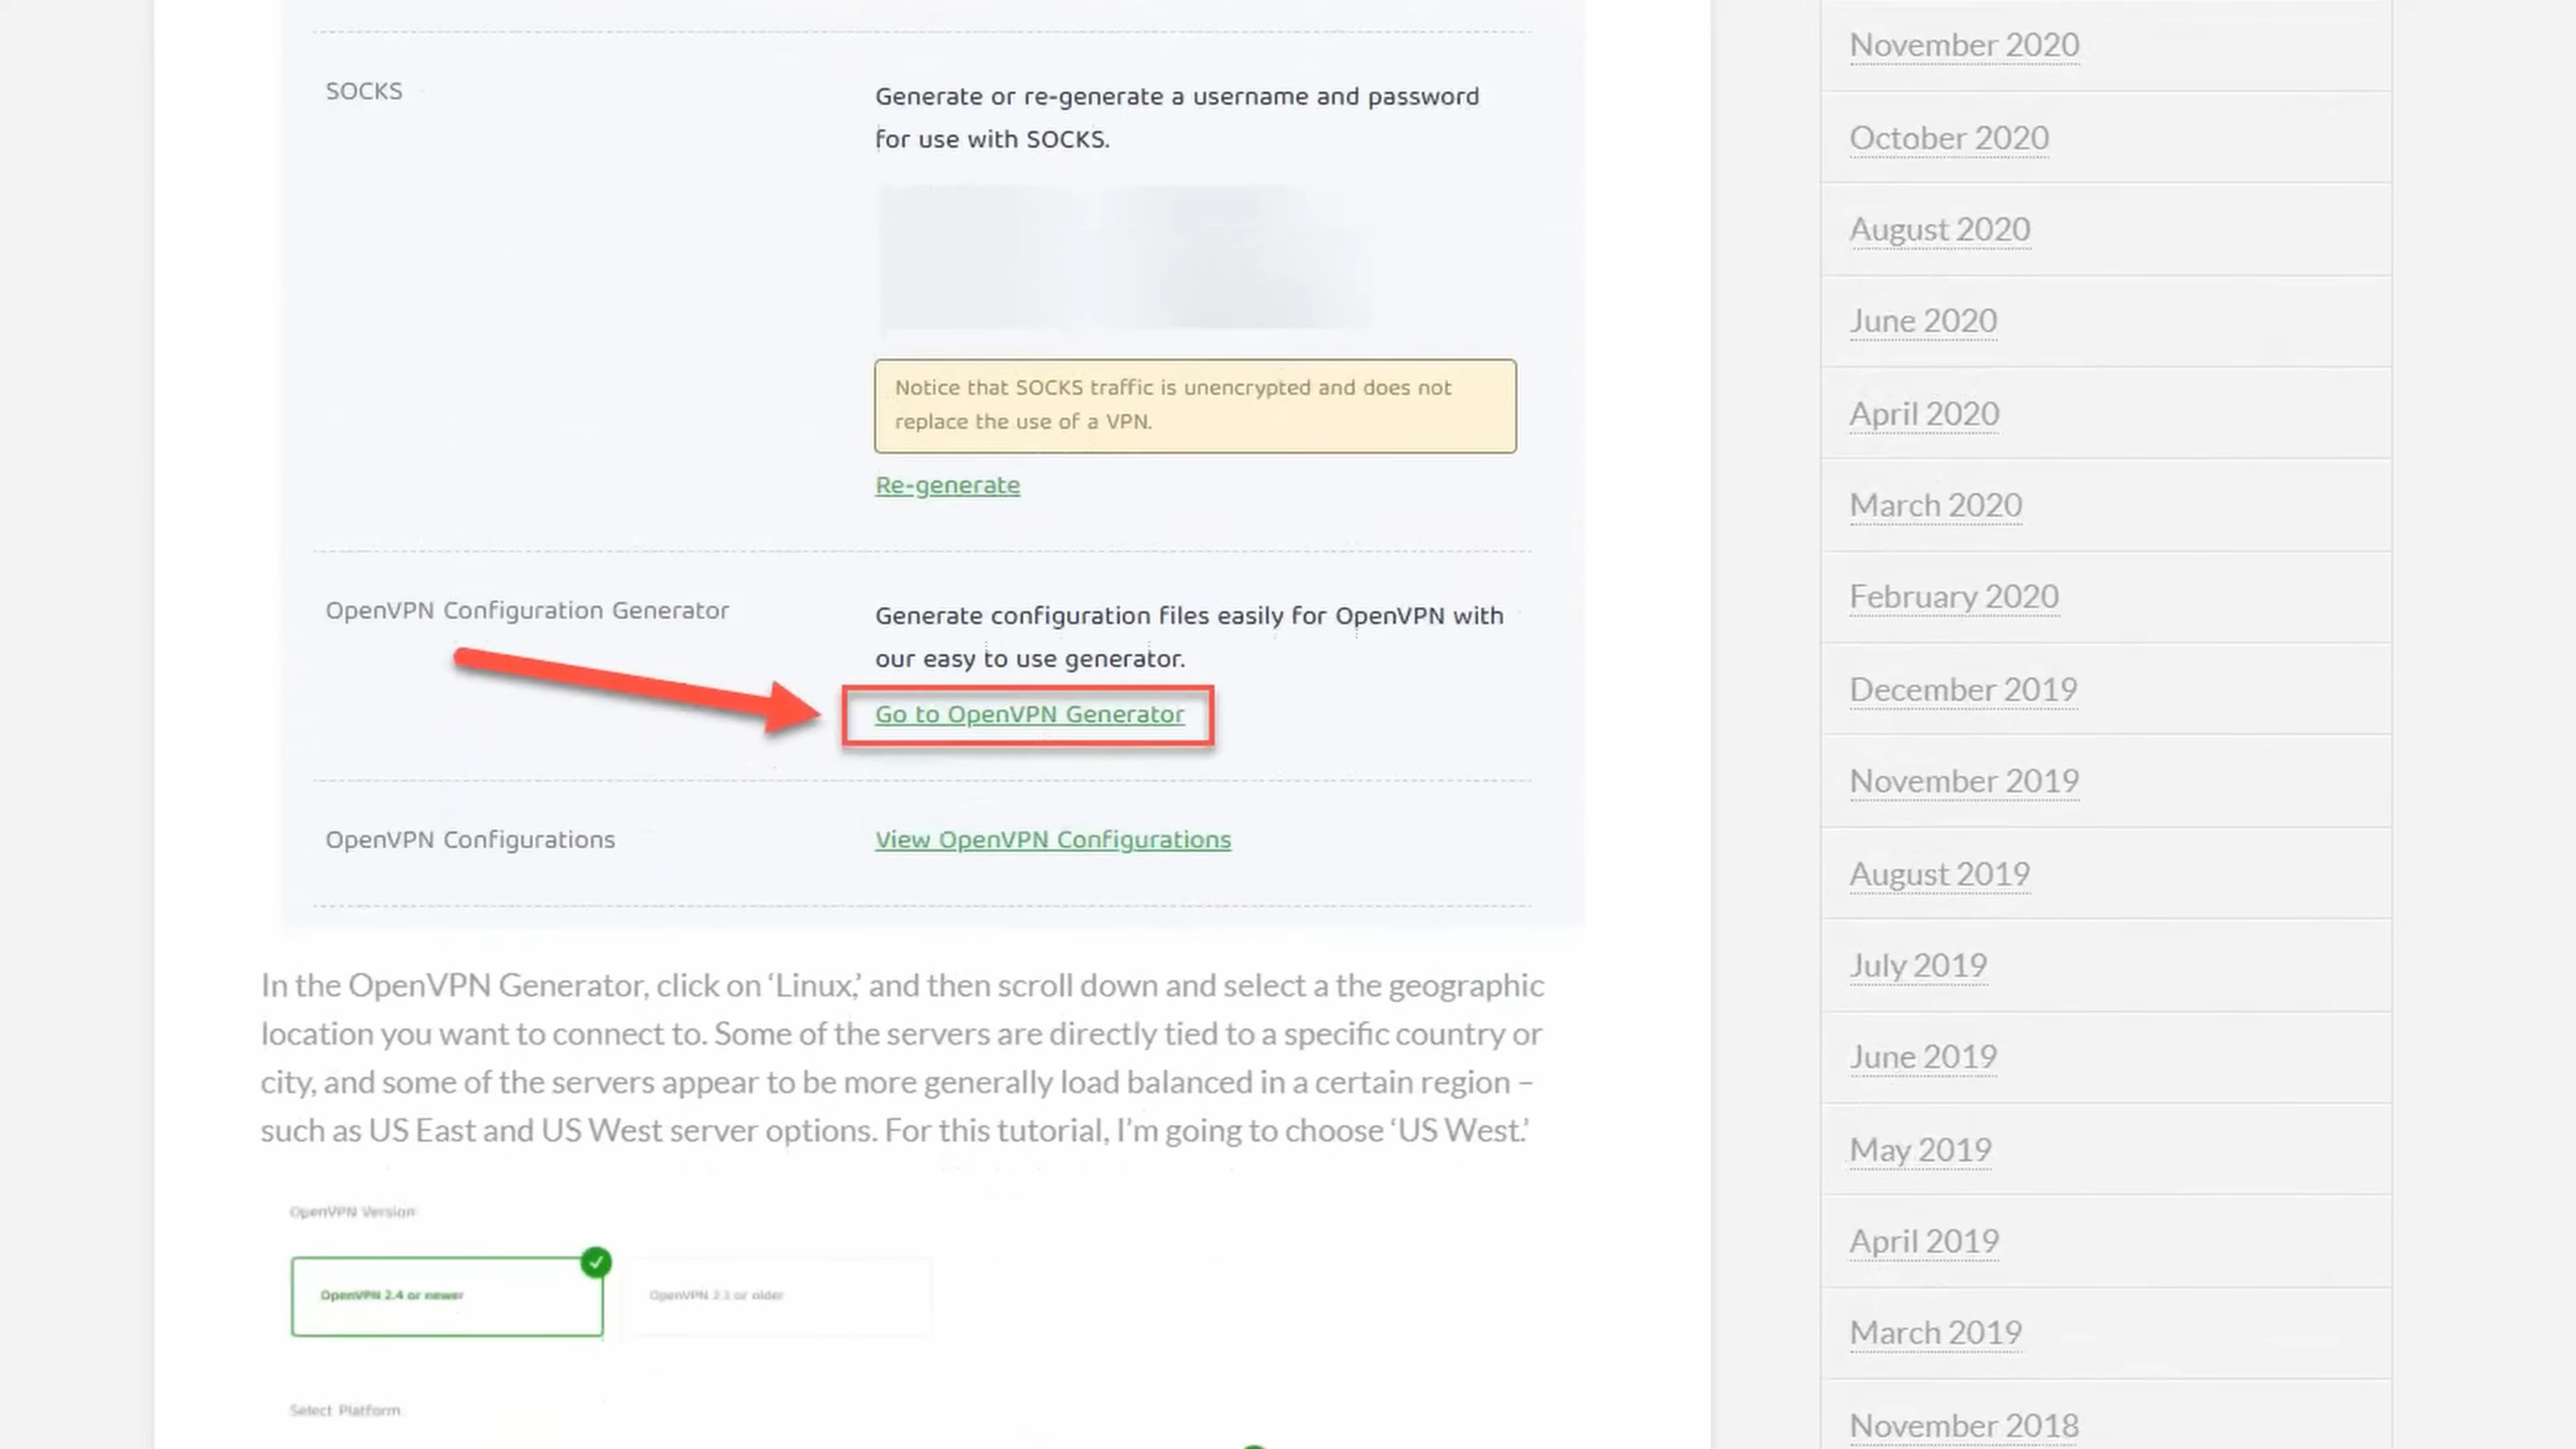 SOCKS
Generate or re-generate a username and password
for use with SOCKS.
Notice that SOCKS traffic is unencrypted and does not
replace the use of a VPN.
Re-generate
OpenVPN Configuration Generator
Generate configuration files easily for OpenVPN with
our easy to use generator.
Go to OpenVPN Generator
OpenVPN Configurations
View OpenVPN Configurations
In the OpenVPN Generator, click on ‘Linux,’ and then scroll down and select a the geographic
location you want to connect to. Some of the servers are directly tied to a specific country or
city, and some of the servers appear to be more generally load balanced in a certain region –
such as US East and US West server options. For this tutorial, I’m going to choose ‘US West.’
OpenVPN Version
OpenVPN 2.4 or newer
OpenVPN 2.3 or older
Select Platform
November 2020
October 2020
August 2020
June 2020
April 2020
March 2020
February 2020
December 2019
November 2019
August 2019
July 2019
June 2019
May 2019
April 2019
March 2019
November 2018